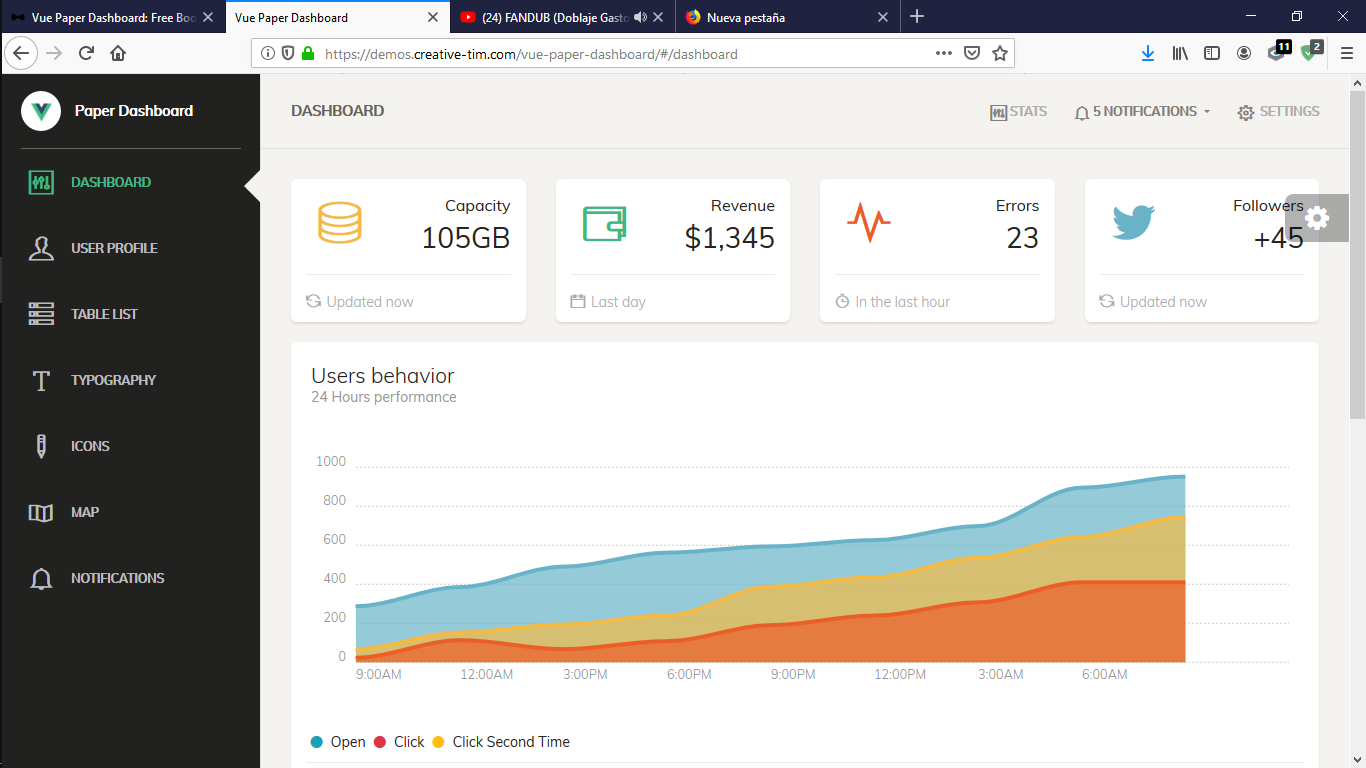 Vue Paper Dashboard: Free Boo
Vue Paper Dashboard
(24) FANDUB (Doblaje Gasto
Nueva pestaña
https://demos.creative-tim.com/vue-paper-dashboard/#/dashboard
11
2
Paper Dashboard
DASHBOARD
USER PROFILE
TABLE LIST
TYPOGRAPHY
ICONS
MAP
NOTIFICATIONS
DASHBOARD
STATS
5 NOTIFICATIONS
SETTINGS
Capacity
105GB
Updated now
Revenue
$1,345
Last day
Errors
23
In the last hour
Followers
+45
Updated now
Users behavior
24 Hours performance
1000
800
600
400
200
0
9:00AM 12:00AM 3:00PM 6:00PM 9:00PM 12:00PM 3:00AM 6:00AM
Open Click Click Second Time